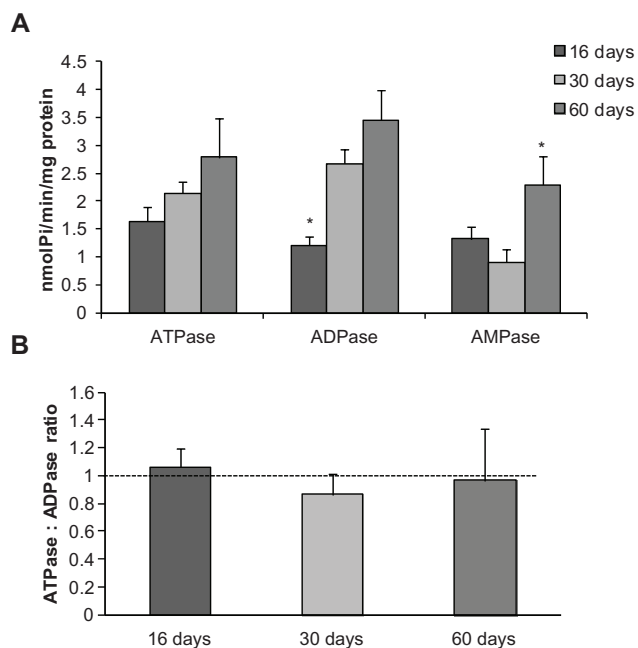 A
16 days
30 days
60 days
nmolPi/min/mg protein
4.5
4
3.5
3
2.5
2
1.5
1
0.5
0
*
*
ATPase ADPase AMPase
B
ATPase : ADPase ratio
1.6
1.4
1.2
1
0.8
0.6
0.4
0.2
0
16 days 30 days 60 days